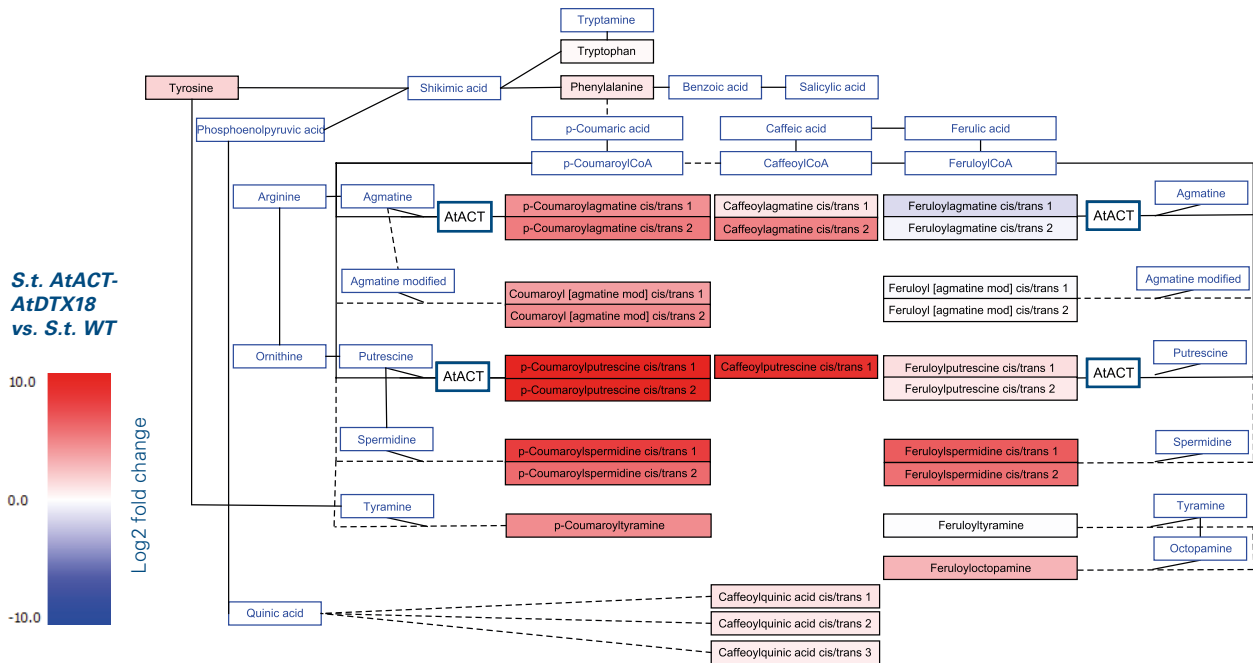 Tryptamine
Tryptophan
Tyrosine
Shikimic acid
Phenylalanine
Benzoic acid
Salicylic acid
Phosphoenolpyruvic acid
p-Coumaric acid
Caffeic acid
Ferulic acid
p-CoumaroylCoA
CaffeoylCoA
FeruloylCoA
Arginine
Agmatine
AtACT
p-Coumaroylagmatine cis/trans 1
p-Coumaroylagmatine cis/trans 2
Caffeoylagmatine cis/trans 1
Caffeoylagmatine cis/trans 2
Feruloylagmatine cis/trans 1
Feruloylagmatine cis/trans 2
AtACT
Agmatine
S.t. AtACT-
AtDTX18
vs. S.t. WT
Agmatine modified
Coumaroyl [agmatine mod] cis/trans 1
Coumaroyl [agmatine mod] cis/trans 2
Feruloyl [agmatine mod] cis/trans 1
Feruloyl [agmatine mod] cis/trans 2
Agmatine modified
Ornithine
Putrescine
AtACT
p-Coumaroylputrescine cis/trans 1
p-Coumaroylputrescine cis/trans 2
Caffeoylputrescine cis/trans 1
Feruloylputrescine cis/trans 1
Feruloylputrescine cis/trans 2
AtACT
Putrescine
10.0
0.0
-10.0
Log2 fold change
Spermidine
p-Coumaroylspermidine cis/trans 1
p-Coumaroylspermidine cis/trans 2
Feruloylspermidine cis/trans 1
Feruloylspermidine cis/trans 2
Spermidine
Tyramine
p-Coumaroyltyramine
Feruloyltyramine
Tyramine
Octopamine
Feruloyloctopamine
Quinic acid
Caffeoylquinic acid cis/trans 1
Caffeoylquinic acid cis/trans 2
Caffeoylquinic acid cis/trans 3